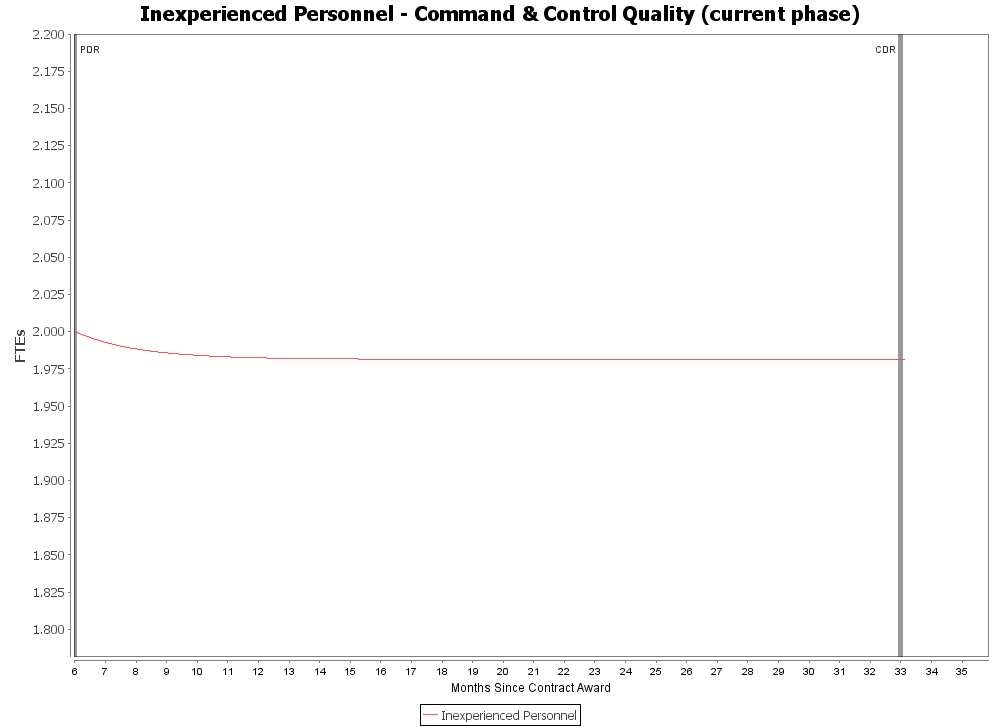 Inexperienced Personnel - Command & Control Quality (current phase)
2.200
2.175
2.150
2.125
2.100
2.075
2.050
2.025
2.000
1.975
1.950
1.925
1.900
1.875
1.850
1.825
1.800
FTEs
PDR
CDR
6 7 8 9 10 11 12 13 14 15 16 17 18 19 20 21 22 23 24 25 26 27 28 29 30 31 32 33 34 35
Months Since Contract Award
Inexperienced Personnel